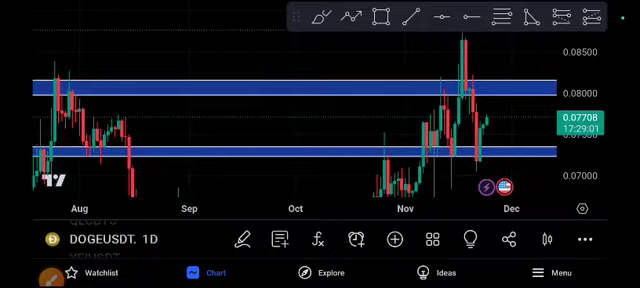 0.08500
0.08000
0.07708
17:29:01
0.07000
Aug Sep Oct Nov Dec
DOGEUSDT, 1D
Watchlist Chart Explore Ideas Menu